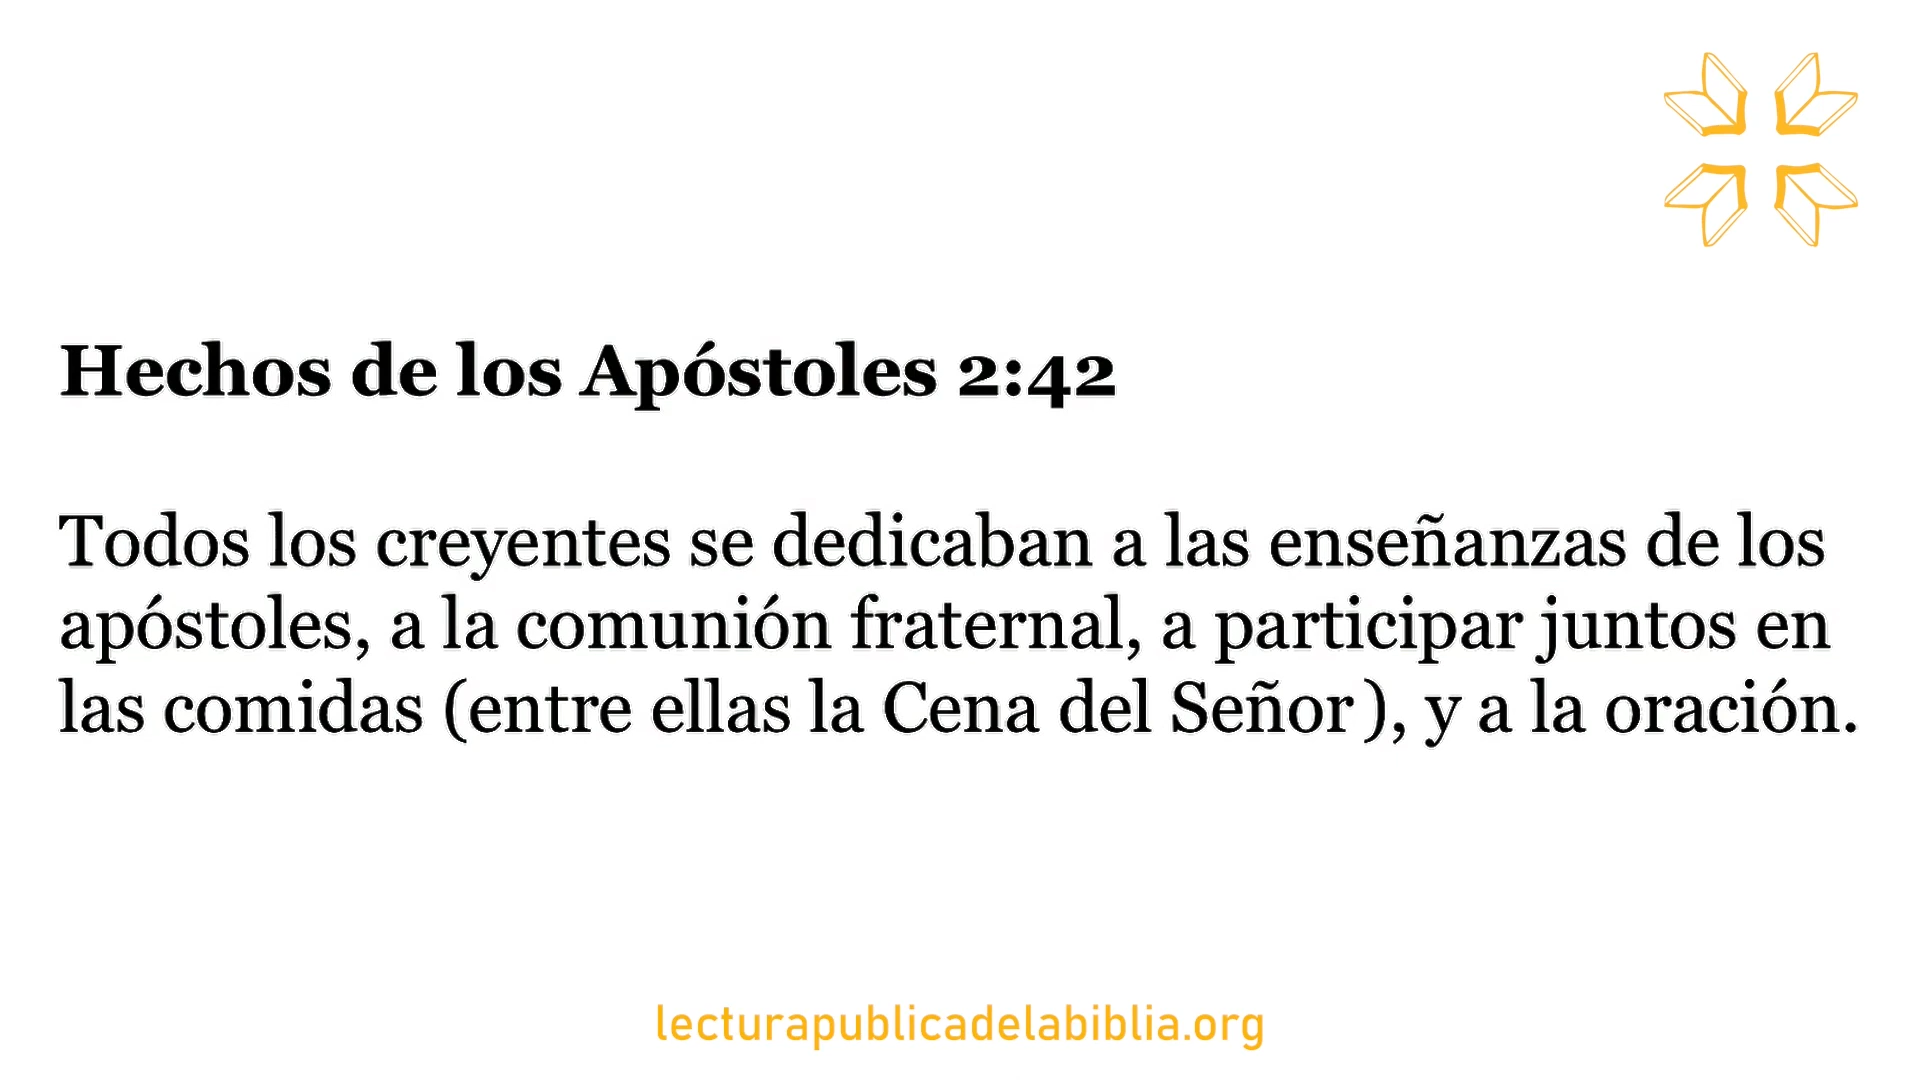 Hechos de los Apóstoles 2:42
Todos los creyentes se dedicaban a las enseñanzas de los
apóstoles, a la comunión fraternal, a participar juntos en
las comidas (entre ellas la Cena del Señor), y a la oración.
lecturapublicadelabiblia.org